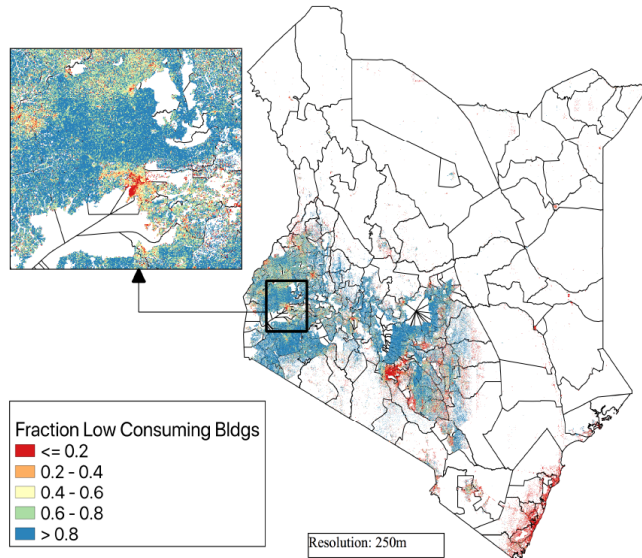 Fraction Low Consuming Bldgs
<= 0.2
0.2 - 0.4
0.4 - 0.6
0.6 - 0.8
> 0.8
Resolution: 250m